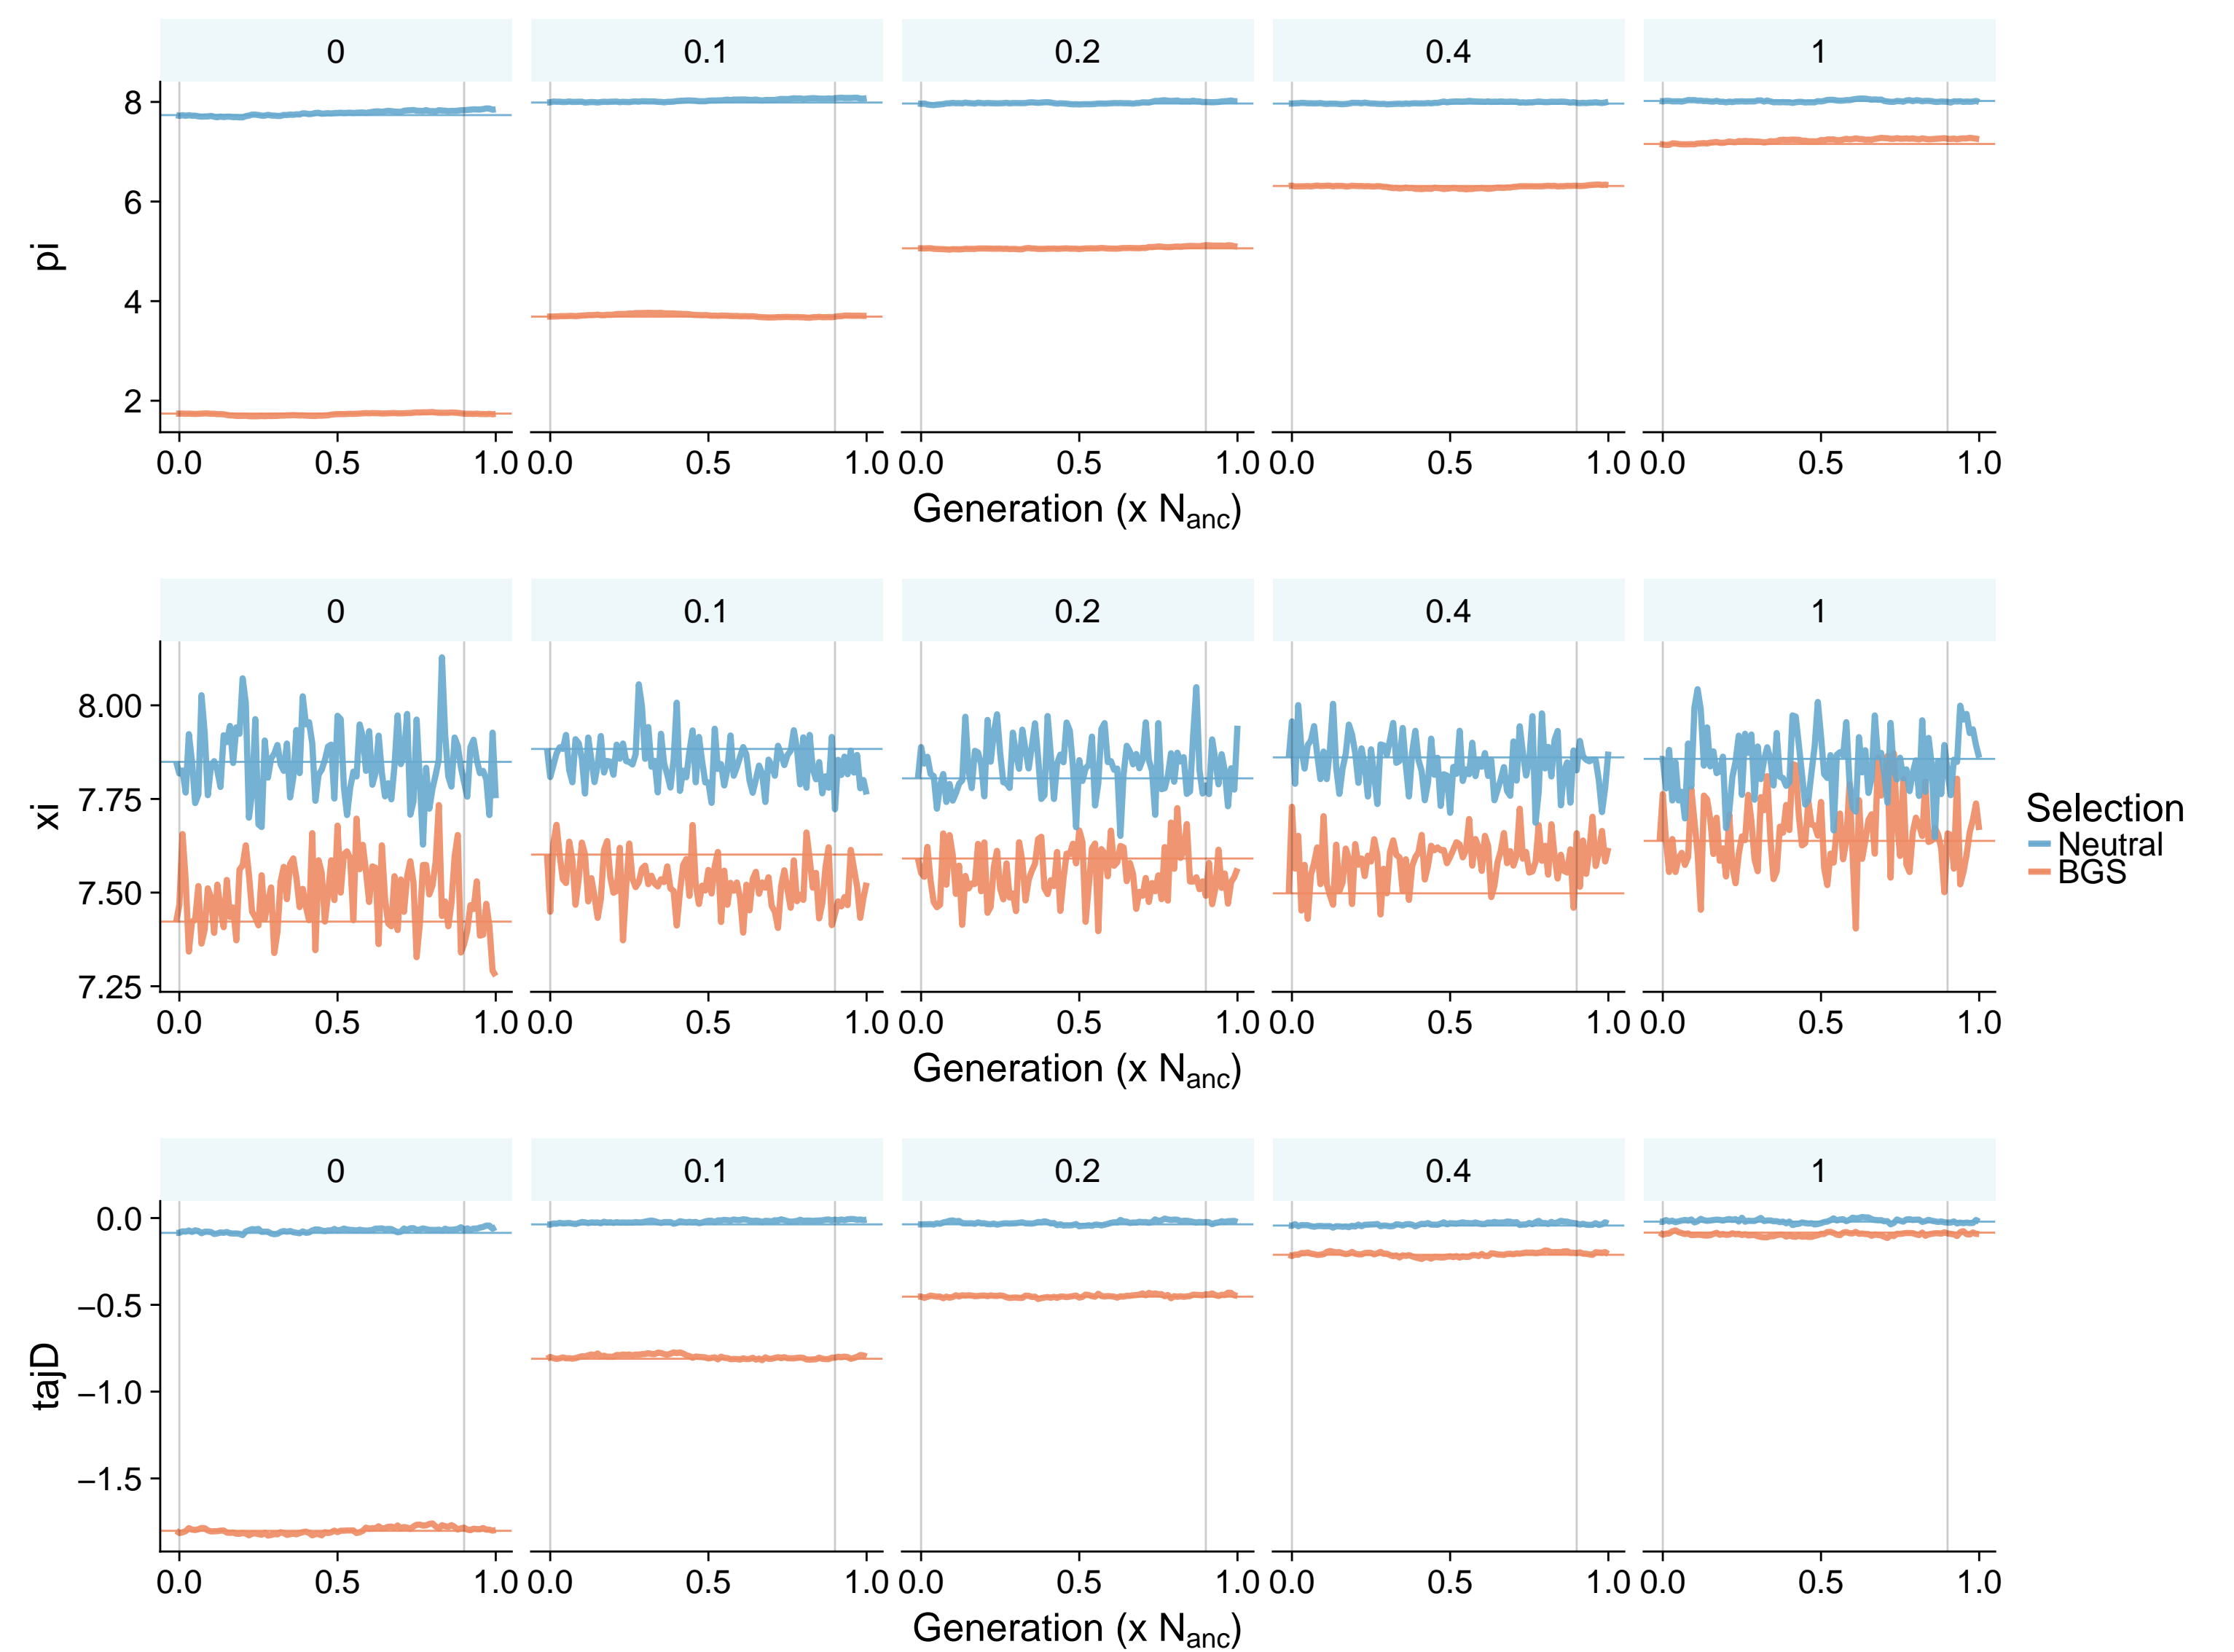 0 0.1 0.2 0.4 1
8
6
4
2
pi
0.0 0.5 1.0 0.0 0.5 1.0 0.0 0.5 1.0 0.0 0.5 1.0 0.0 0.5 1.0
Generation (x Nanc)
0 0.1 0.2 0.4 1
8.00
7.75
7.50
7.25
xi
0.0 0.5 1.0 0.0 0.5 1.0 0.0 0.5 1.0 0.0 0.5 1.0 0.0 0.5 1.0
Generation (x Nanc)
Selection
Neutral
BGS
0 0.1 0.2 0.4 1
0.0
−0.5
−1.0
−1.5
tajD
0.0 0.5 1.0 0.0 0.5 1.0 0.0 0.5 1.0 0.0 0.5 1.0 0.0 0.5 1.0
Generation (x Nanc)